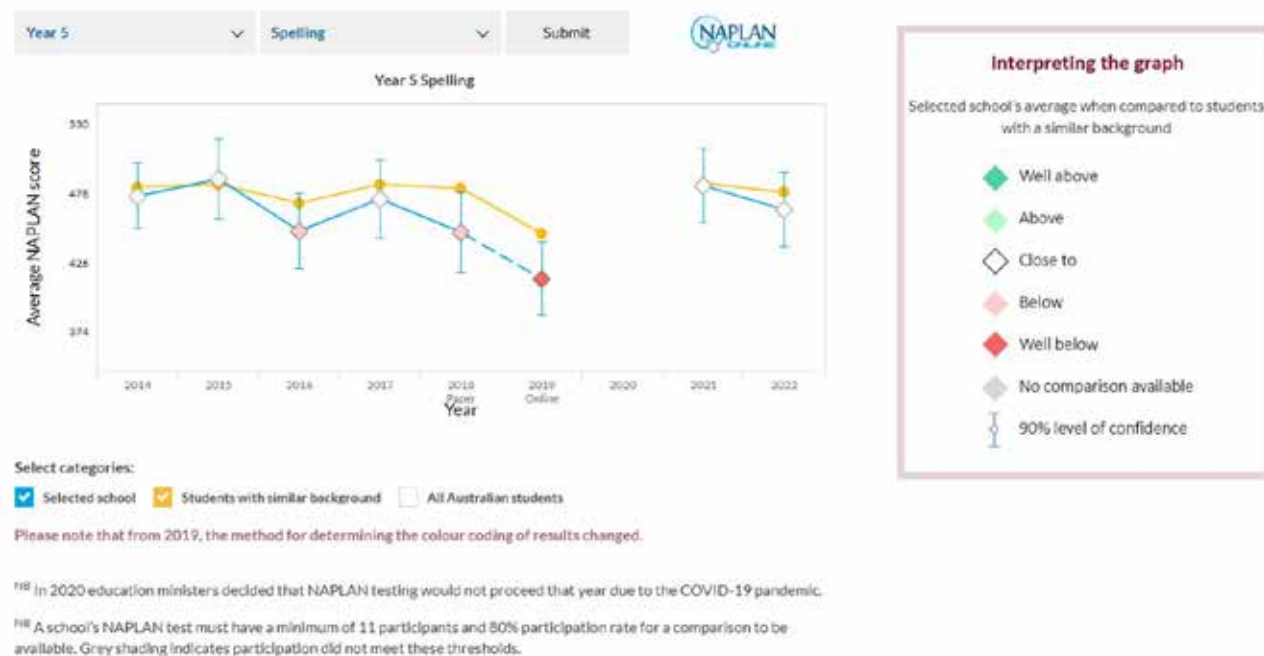 Year 5
Spelling
Submit
NAPLAN
ONLINE
Year 5 Spelling
Average NAPLAN score
530
478
426
374
2014
2015
2016
2017
2018
Paper
2019
Online
2020
2021
2022
Year
Select categories:
Selected school
Students with similar background
All Australian students
Please note that from 2019, the method for determining the colour coding of results changed.
NB In 2020 education ministers decided that NAPLAN testing would not proceed that year due to the COVID-19 pandemic.
NB A school's NAPLAN test must have a minimum of 11 participants and 80% participation rate for a comparison to be
available. Grey shading indicates participation did not meet these thresholds.
Interpreting the graph
Selected school's average when compared to students
with a similar background
Well above
Above
Close to
Below
Well below
No comparison available
90% level of confidence